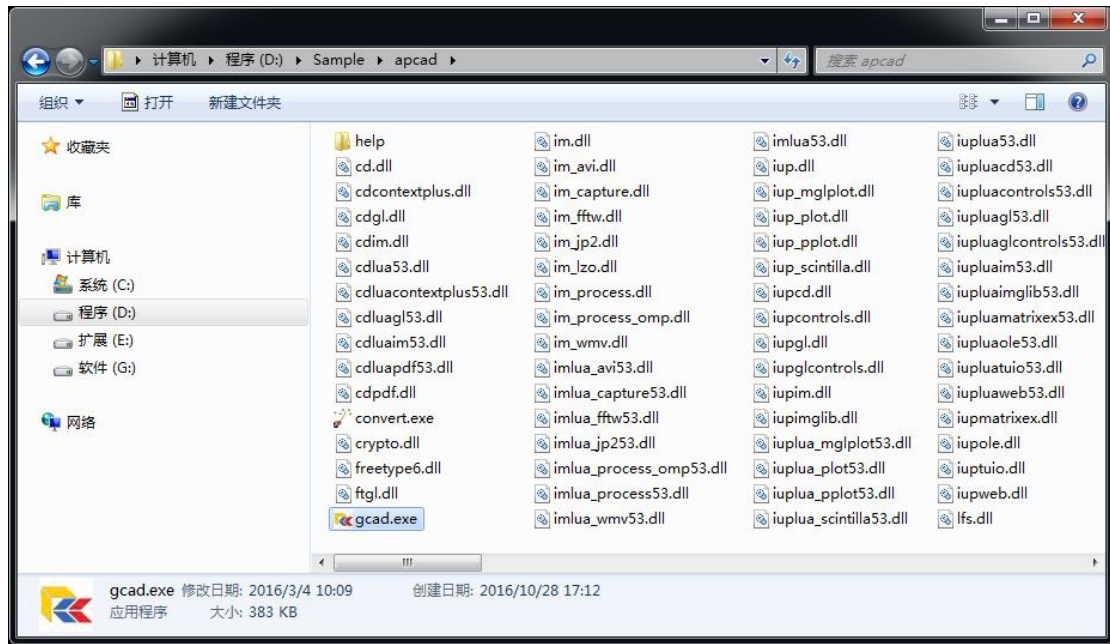 计算机 程序 (D:) Sample apcad 搜索 apcad
组织 打开 新建文件夹
收藏夹
库
计算机
系统 (C:)
程序 (D:)
扩展 (E:)
软件 (G:)
网络
help
cd.dll
cdcontextplus.dll
cdgl.dll
cdim.dll
cdlua53.dll
cdluacontextplus53.dll
cdluagl53.dll
cdluaim53.dll
cdluapdf53.dll
cdpdf.dll
convert.exe
crypto.dll
freetype6.dll
ftgl.dll
gcad.exe
im.dll
im_avi.dll
im_capture.dll
im_fftw.dll
im_jp2.dll
im_lzo.dll
im_process.dll
im_process_omp.dll
im_wmv.dll
imlua_avi53.dll
imlua_capture53.dll
imlua_fftw53.dll
imlua_jp253.dll
imlua_process_omp53.dll
imlua_process53.dll
imlua_wmv53.dll
imlua53.dll
iup.dll
iup_mglplot.dll
iup_plot.dll
iup_pplot.dll
iup_scintilla.dll
iupcd.dll
iupcontrols.dll
iupgl.dll
iupglcontrols.dll
iupim.dll
iupimglib.dll
iuplua_mglplot53.dll
iuplua_plot53.dll
iuplua_pplot53.dll
iuplua_scintilla53.dll
iuplua53.dll
iupluacd53.dll
iupluacontrols53.dll
iupluagl53.dll
iupluaglcontrols53.dll
iupluaim53.dll
iupluaimglib53.dll
iupluamatrixex53.dll
iupluaole53.dll
iupluatuio53.dll
iupluaweb53.dll
iupmatrixex.dll
iupole.dll
iuptuio.dll
iupweb.dll
lfs.dll
gcad.exe 修改日期: 2016/3/4 10:09 创建日期: 2016/10/28 17:12
应用程序 大小: 383 KB